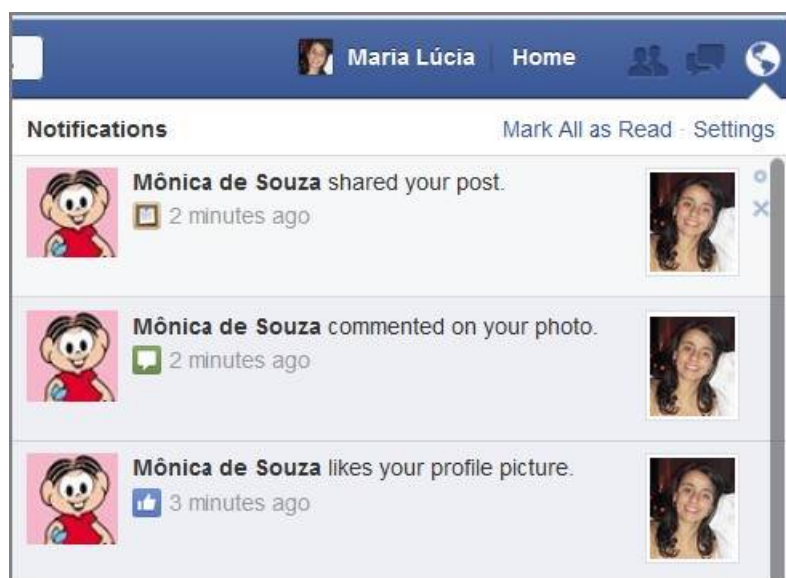 Maria Lúcia Home
Notifications Mark All as Read · Settings
Mônica de Souza shared your post.
2 minutes ago
Mônica de Souza commented on your photo.
2 minutes ago
Mônica de Souza likes your profile picture.
3 minutes ago